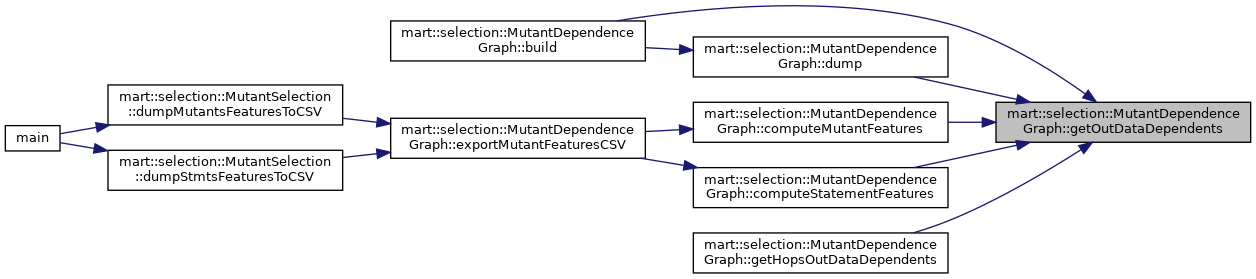 main
mart::selection::MutantSelection
::dumpMutantsFeaturesToCSV
mart::selection::MutantSelection
::dumpStmtsFeaturesToCSV
mart::selection::MutantDependence
Graph::build
mart::selection::MutantDependence
Graph::exportMutantFeaturesCSV
mart::selection::MutantDependence
Graph::dump
mart::selection::MutantDependence
Graph::computeMutantFeatures
mart::selection::MutantDependence
Graph::computeStatementFeatures
mart::selection::MutantDependence
Graph::getHopsOutDataDependents
mart::selection::MutantDependence
Graph::getOutDataDependents